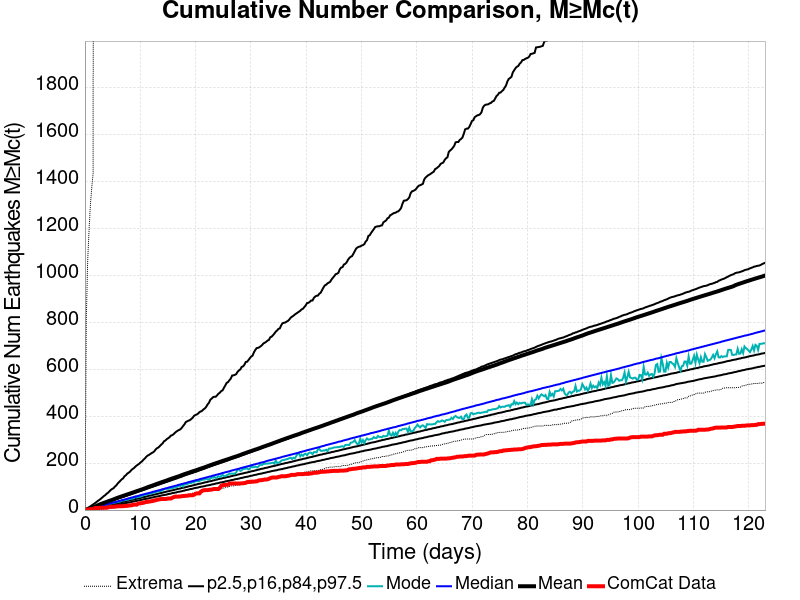 Cumulative Number Comparison, M≥Mc(t)
Cumulative Num Earthquakes M≥Mc(t)
1800
1600
1400
1200
1000
800
600
400
200
0
0 10 20 30 40 50 60 70 80 90 100 110 120
Time (days)
Extrema p2.5,p16,p84,p97.5 Mode Median Mean ComCat Data